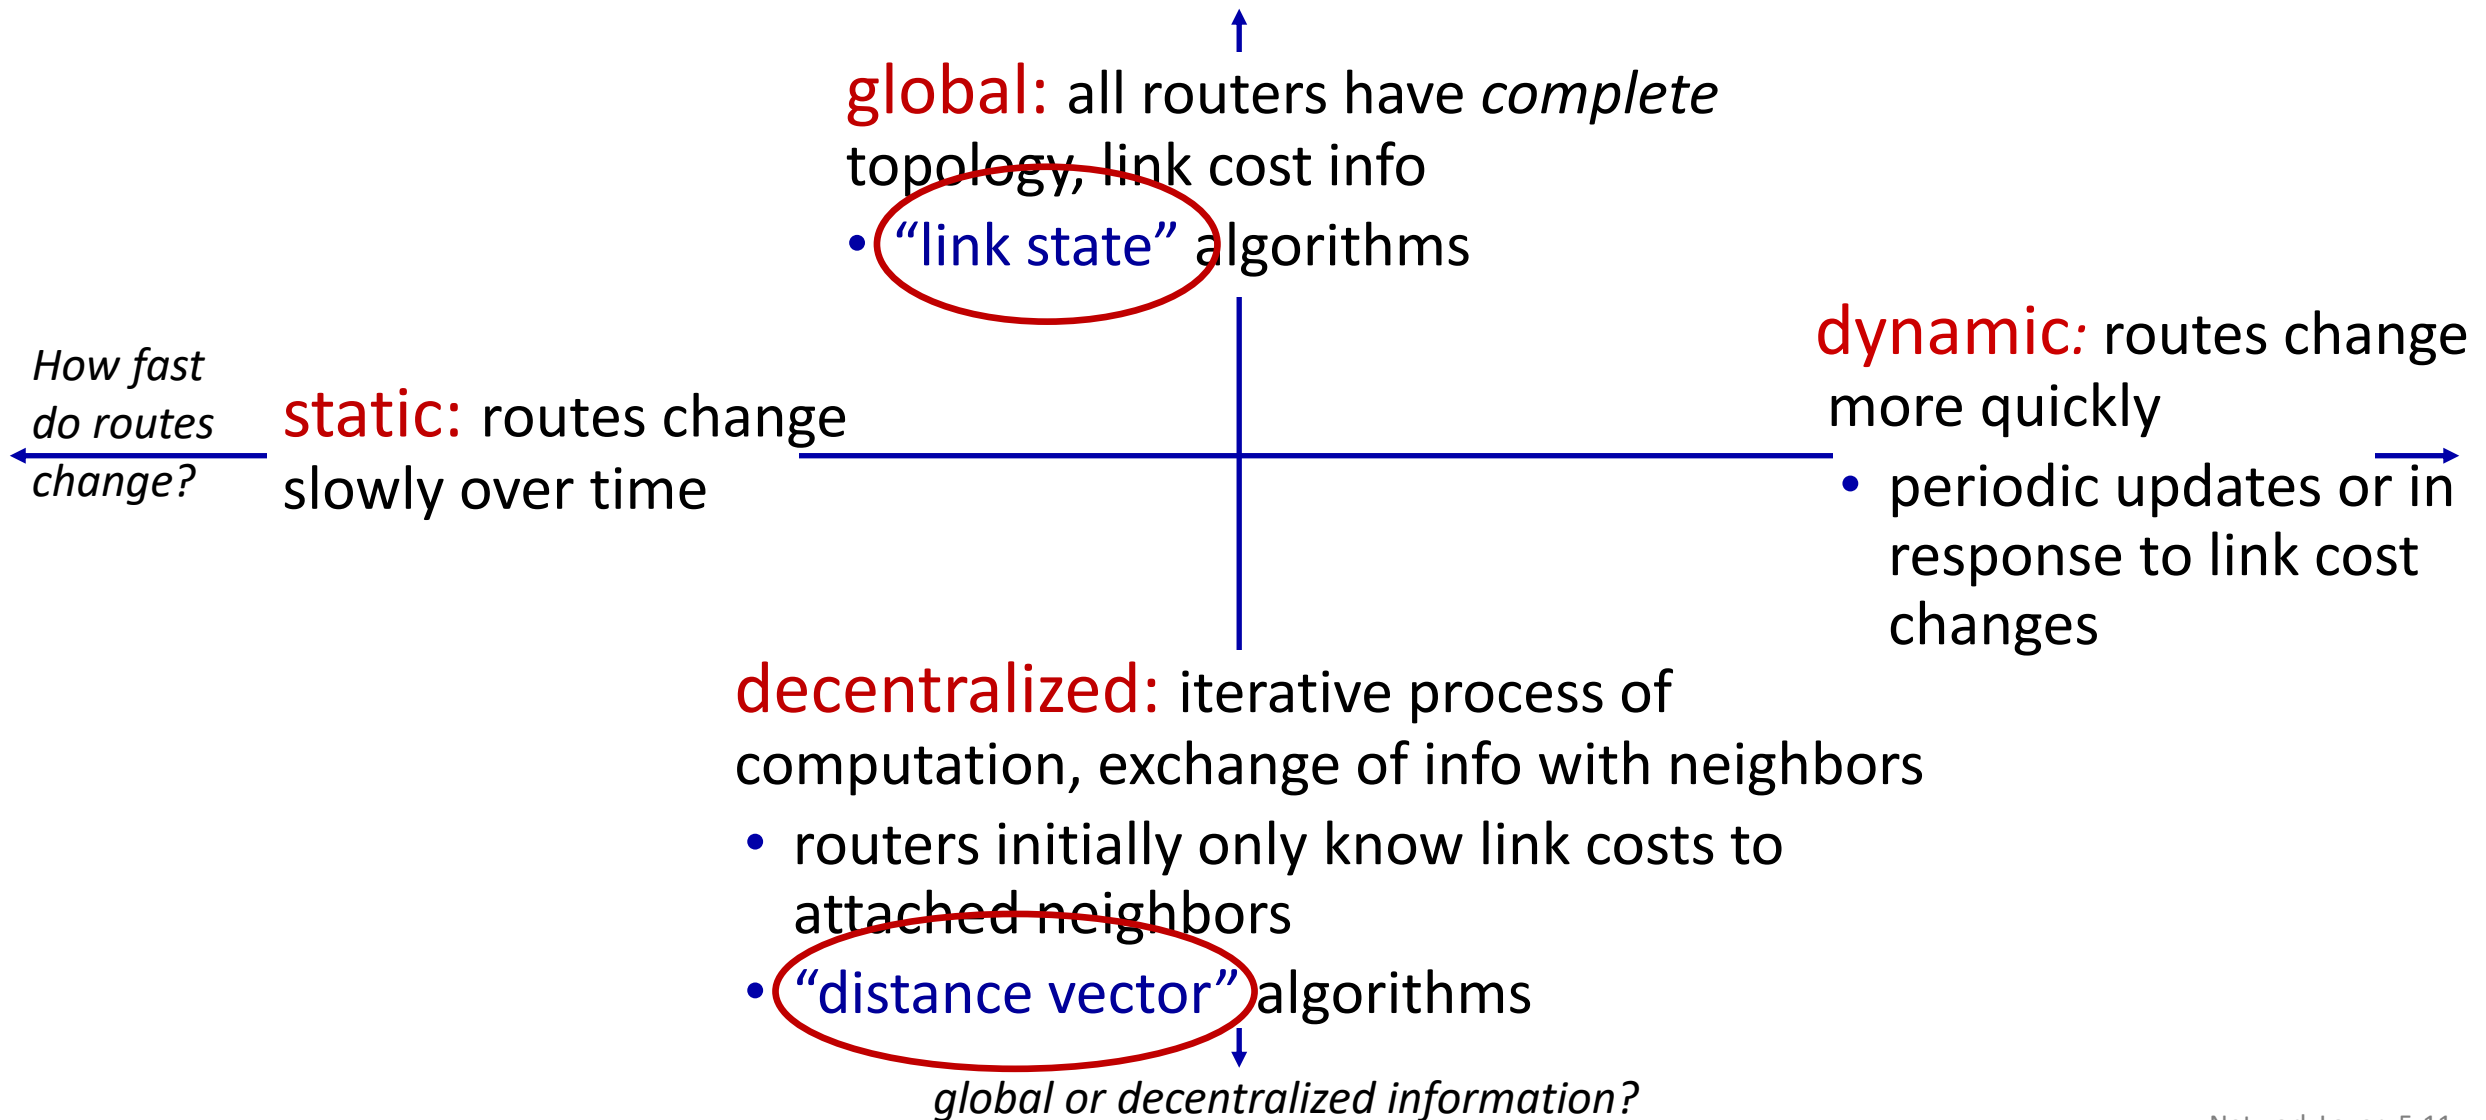 global: all routers have complete
topology, link cost info
• “link state” algorithms
How fast
do routes
change?
static: routes change
slowly over time
dynamic: routes change
more quickly
• periodic updates or in
response to link cost
changes
decentralized: iterative process of
computation, exchange of info with neighbors
• routers initially only know link costs to
attached neighbors
• “distance vector” algorithms
global or decentralized information?